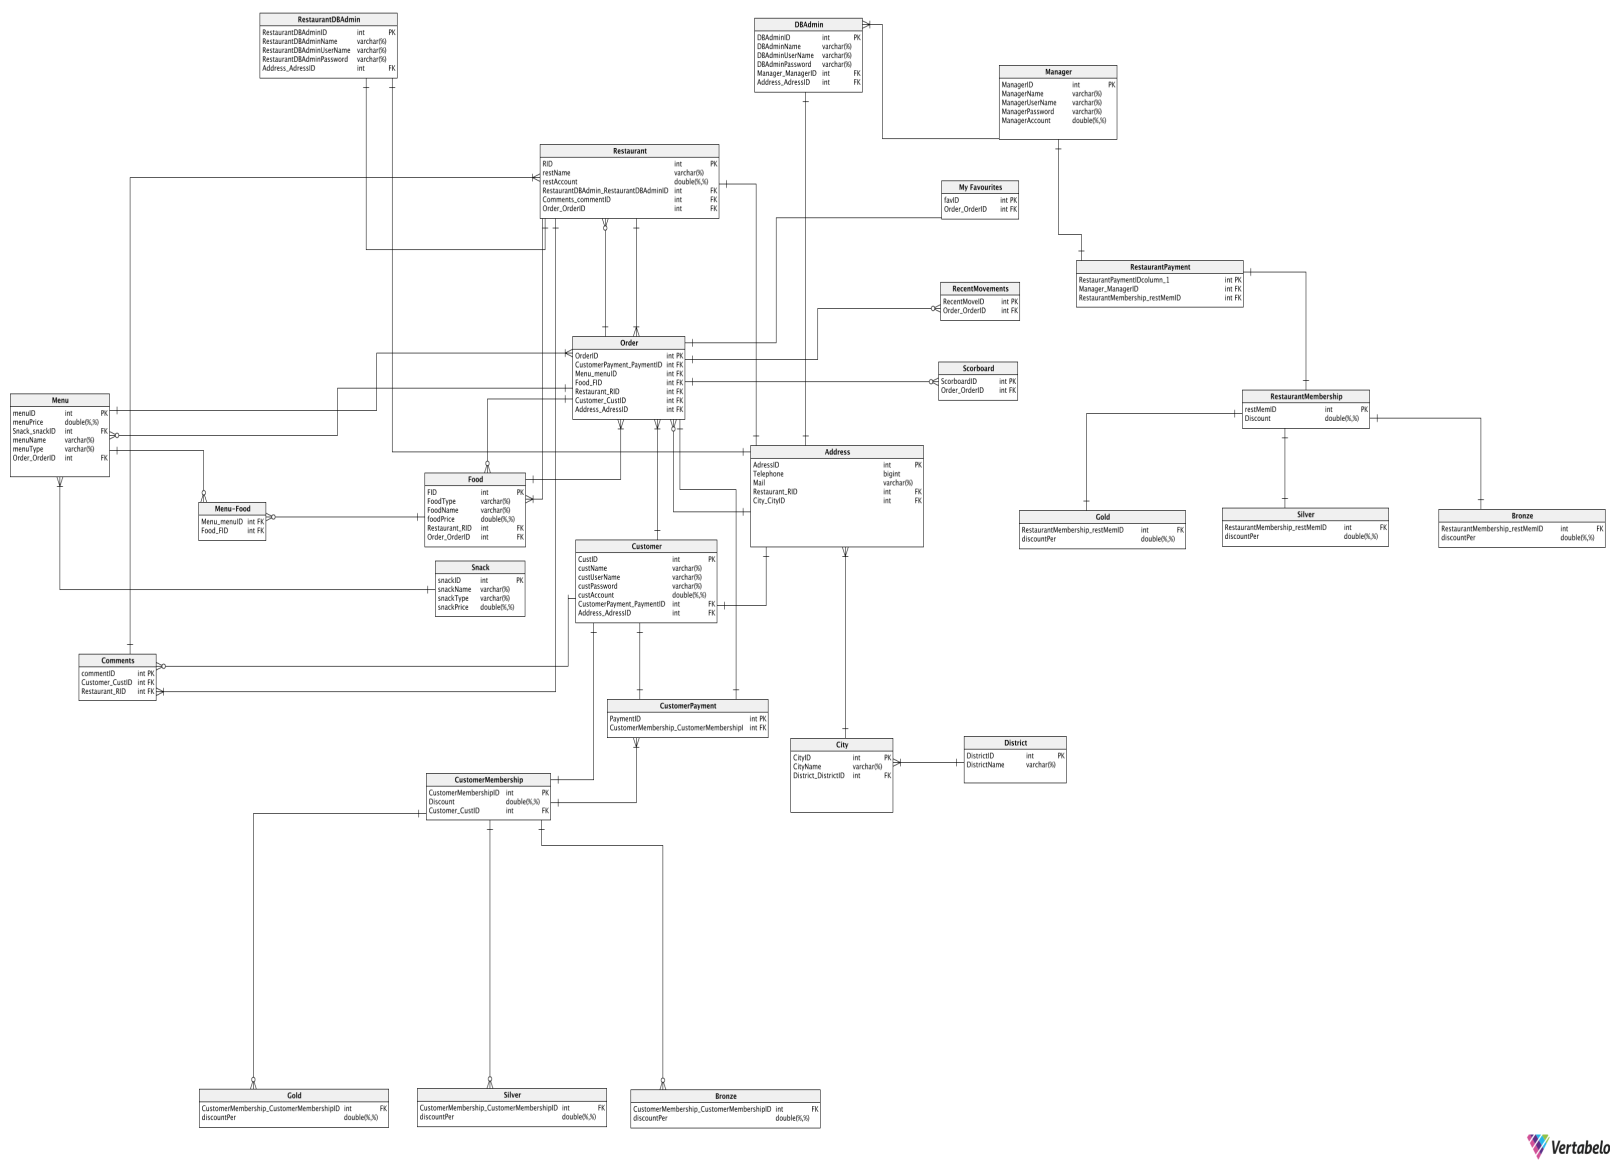 RestaurantDBAdmin
RestaurantDBAdminID int PK
RestaurantDBAdminName varchar(%)
RestaurantDBAdminUserName varchar(%)
RestaurantDBAdminPassword varchar(%)
Address_AdressID int FK
DBAdmin
DBAdminID int PK
DBAdminName varchar(%)
DBAdminUserName varchar(%)
DBAdminPassword varchar(%)
Manager_ManagerID int FK
Address_AdressID int FK
Manager
ManagerID int PK
ManagerName varchar(%)
ManagerUserName varchar(%)
ManagerPassword varchar(%)
ManagerAccount double(%,%)
Restaurant
RID int PK
restName varchar(%)
restAccount double(%,%)
RestaurantDBAdmin_RestaurantDBAdminID int FK
Comments_commentID int FK
Order_OrderID int FK
My Favourites
favID int PK
Order_OrderID int FK
RestaurantPayment
RestaurantPaymentIDcolumn_1 int PK
Manager_ManagerID int FK
RestaurantMembership_restMemID int FK
RecentMovements
RecentMoveID int PK
Order_OrderID int FK
Order
OrderID int PK
CustomerPayment_PaymentID int FK
Menu_menuID int FK
Food_FID int FK
Restaurant_RID int FK
Customer_CustID int FK
Address_AdressID int FK
Scorboard
ScorboardID int PK
Order_OrderID int FK
Menu
menuID int PK
menuPrice double(%,%)
Snack_snackID int FK
menuName varchar(%)
menuType varchar(%)
Order_OrderID int FK
RestaurantMembership
restMemID int PK
Discount double(%,%)
Address
AdressID int PK
Telephone bigint
Mail varchar(%)
Restaurant_RID int FK
City_CityID int FK
Food
FID int PK
FoodType varchar(%)
FoodName varchar(%)
foodPrice double(%,%)
Restaurant_RID int FK
Order_OrderID int FK
Menu-Food
Menu_menuID int FK
Food_FID int FK
Gold
RestaurantMembership_restMemID int FK
discountPer double(%,%)
Silver
RestaurantMembership_restMemID int FK
discountPer double(%,%)
Bronze
RestaurantMembership_restMemID int FK
discountPer double(%,%)
Customer
CustID int PK
custName varchar(%)
custUserName varchar(%)
custPassword varchar(%)
custAccount double(%,%)
CustomerPayment_PaymentID int FK
Address_AdressID int FK
Snack
snackID int PK
snackName varchar(%)
snackType varchar(%)
snackPrice double(%,%)
Comments
commentID int PK
Customer_CustID int FK
Restaurant_RID int FK
CustomerPayment
PaymentID int PK
CustomerMembership_CustomerMembershipI int FK
City
CityID int PK
CityName varchar(%)
District_DistrictID int FK
District
DistrictID int PK
DistrictName varchar(%)
CustomerMembership
CustomerMembershipID int PK
Discount double(%,%)
Customer_CustID int FK
Gold
CustomerMembership_CustomerMembershipID int FK
discountPer double(%,%)
Silver
CustomerMembership_CustomerMembershipID int FK
discountPer double(%,%)
Bronze
CustomerMembership_CustomerMembershipID int FK
discountPer double(%,%)
Vertabelo